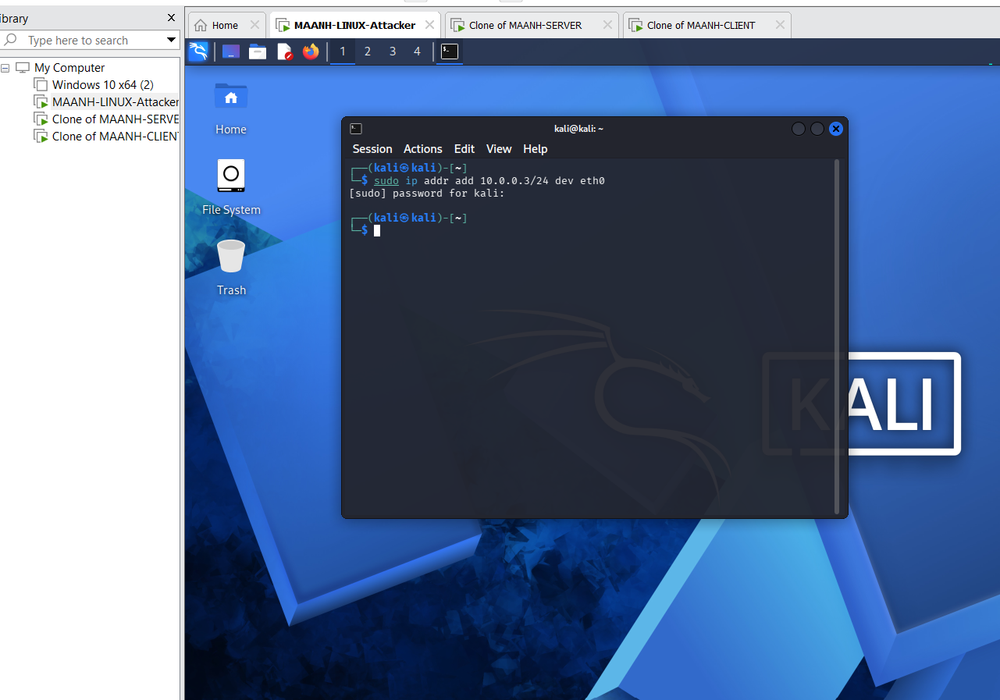 ibrary
Type here to search
My Computer
Windows 10 x64 (2)
MAANH-LINUX-Attacker
Clone of MAANH-SERVE
Clone of MAANH-CLIEN
Home
MAANH-LINUX-Attacker
Clone of MAANH-SERVER
Clone of MAANH-CLIENT
1 2 3 4
Home
File System
Trash
kali@kali: ~
Session Actions Edit View Help
┌──(kali㉿kali)-[~]
└─$ sudo ip addr add 10.0.0.3/24 dev eth0
[sudo] password for kali:
┌──(kali㉿kali)-[~]
└─$
KALI